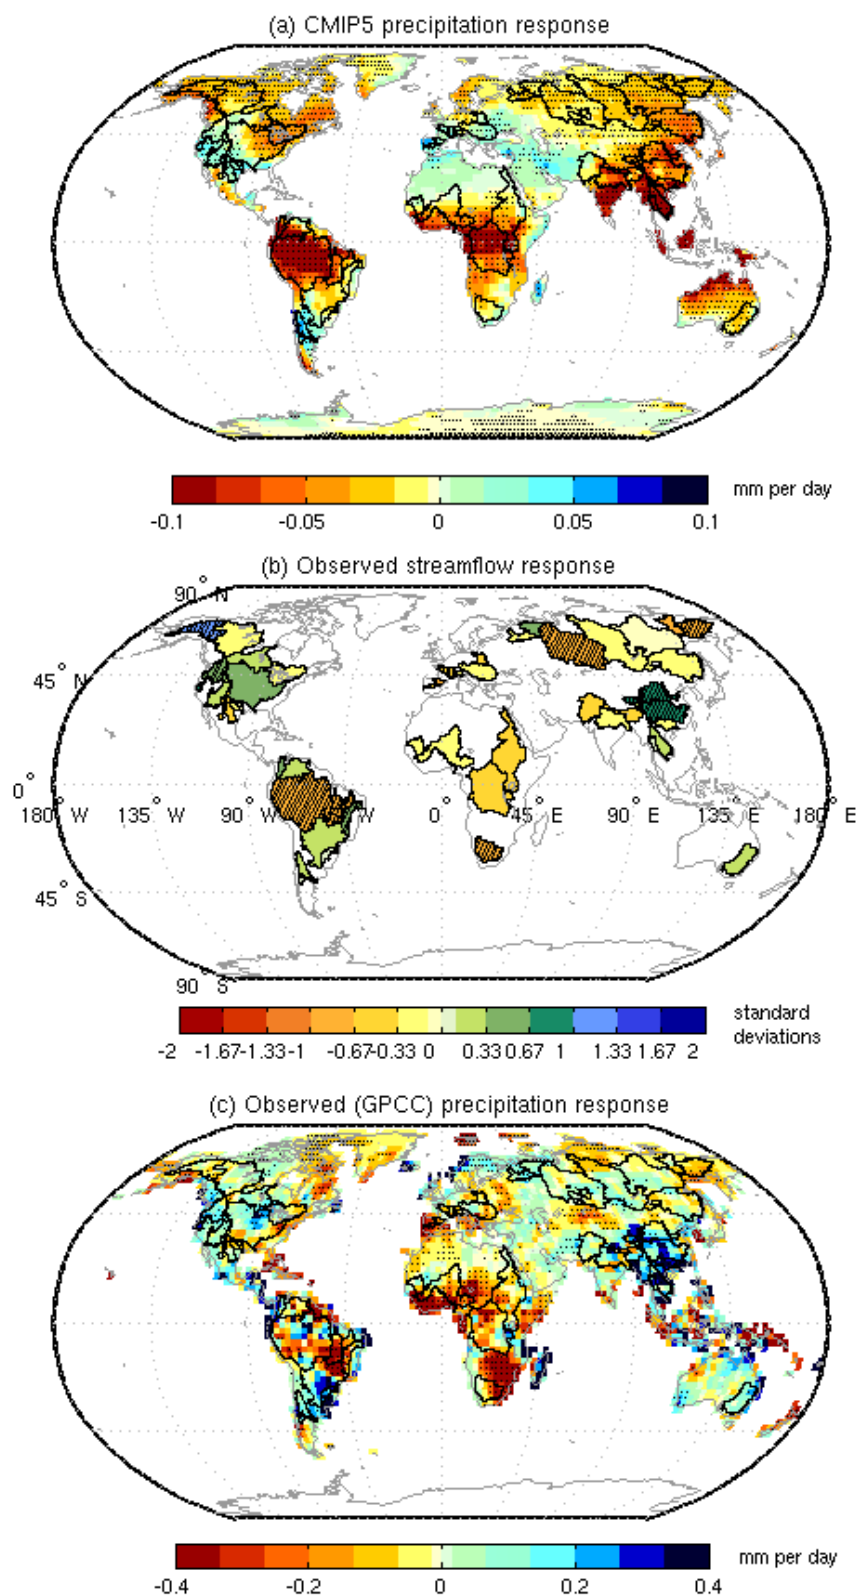 (a) CMIP5 precipitation response
-0.1 -0.05 0 0.05 0.1 mm per day
(b) Observed streamflow response
90° N
45° N
0°
180° W 135° W 90° W W 0° 45° E 90° E 135° E 180° E
45° S
90° S
-2 -1.67 -1.33 -1 -0.67 -0.33 0 0.33 0.67 1 1.33 1.67 2
standard
deviations
(c) Observed (GPCC) precipitation response
-0.4 -0.2 0 0.2 0.4 mm per day